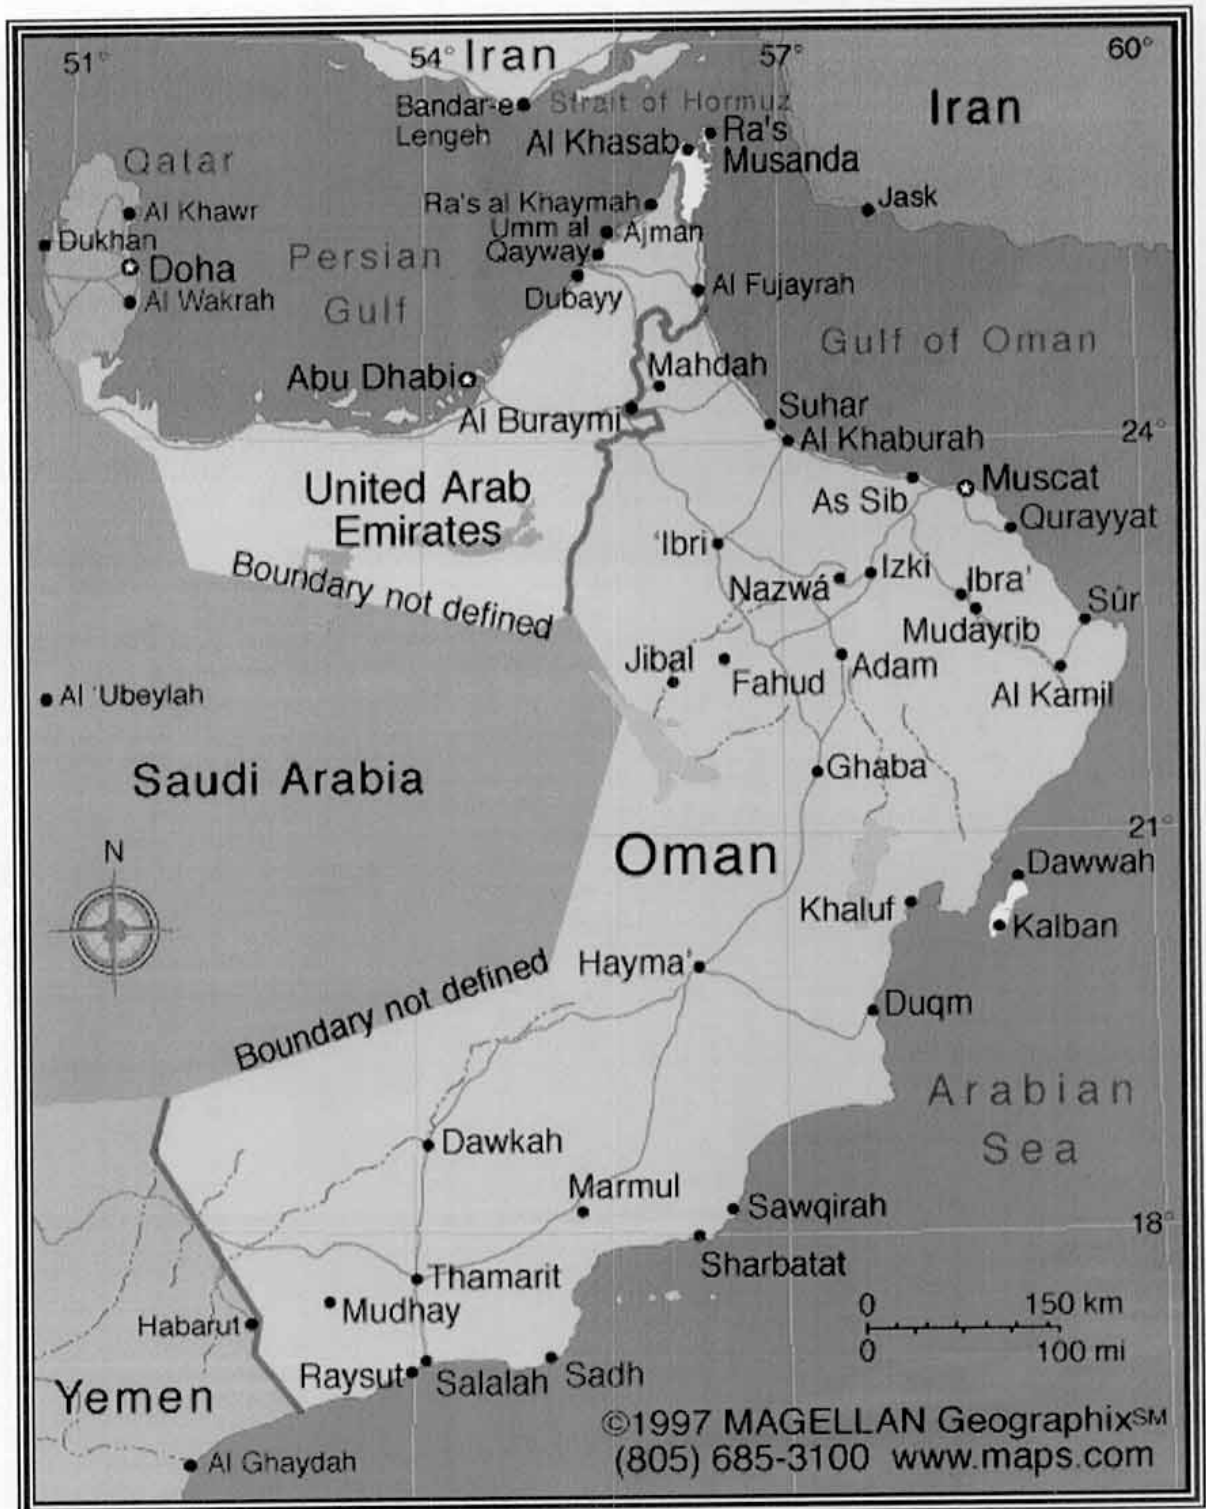 51°
54°
Iran
57°
60°
Bandar-e
Lengeh
Strait of Hormuz
Iran
Al Khasab
Ra's
Musanda
Qatar
Al Khawr
Ra's al Khaymah
Jask
Umm al
Qayway
Ajman
Dukhan
Doha
Persian
Gulf
Al Wakrah
Dubayy
Al Fujayrah
Gulf of Oman
Abu Dhabi
Mahdah
Al Buraymi
Suhar
Al Khaburah
24°
United Arab
Emirates
As Sib
Muscat
Qurayyat
'Ibri
Boundary not defined
Nazwá
Izki
Ibra'
Sûr
Mudayrib
Jibal
Fahud
Adam
Al Kamil
Al 'Ubeylah
Saudi Arabia
Ghaba
21°
N
Oman
Dawwah
Khaluf
Kalban
Hayma'
Boundary not defined
Duqm
Arabian
Sea
Dawkah
Marmul
Sawqirah
18°
Sharbatat
Thamarit
Mudhay
Habarut
0 150 km
0 100 mi
Raysut
Salalah
Sadh
Yemen
©1997 MAGELLAN Geographix℠
(805) 685-3100 www.maps.com
Al Ghaydah